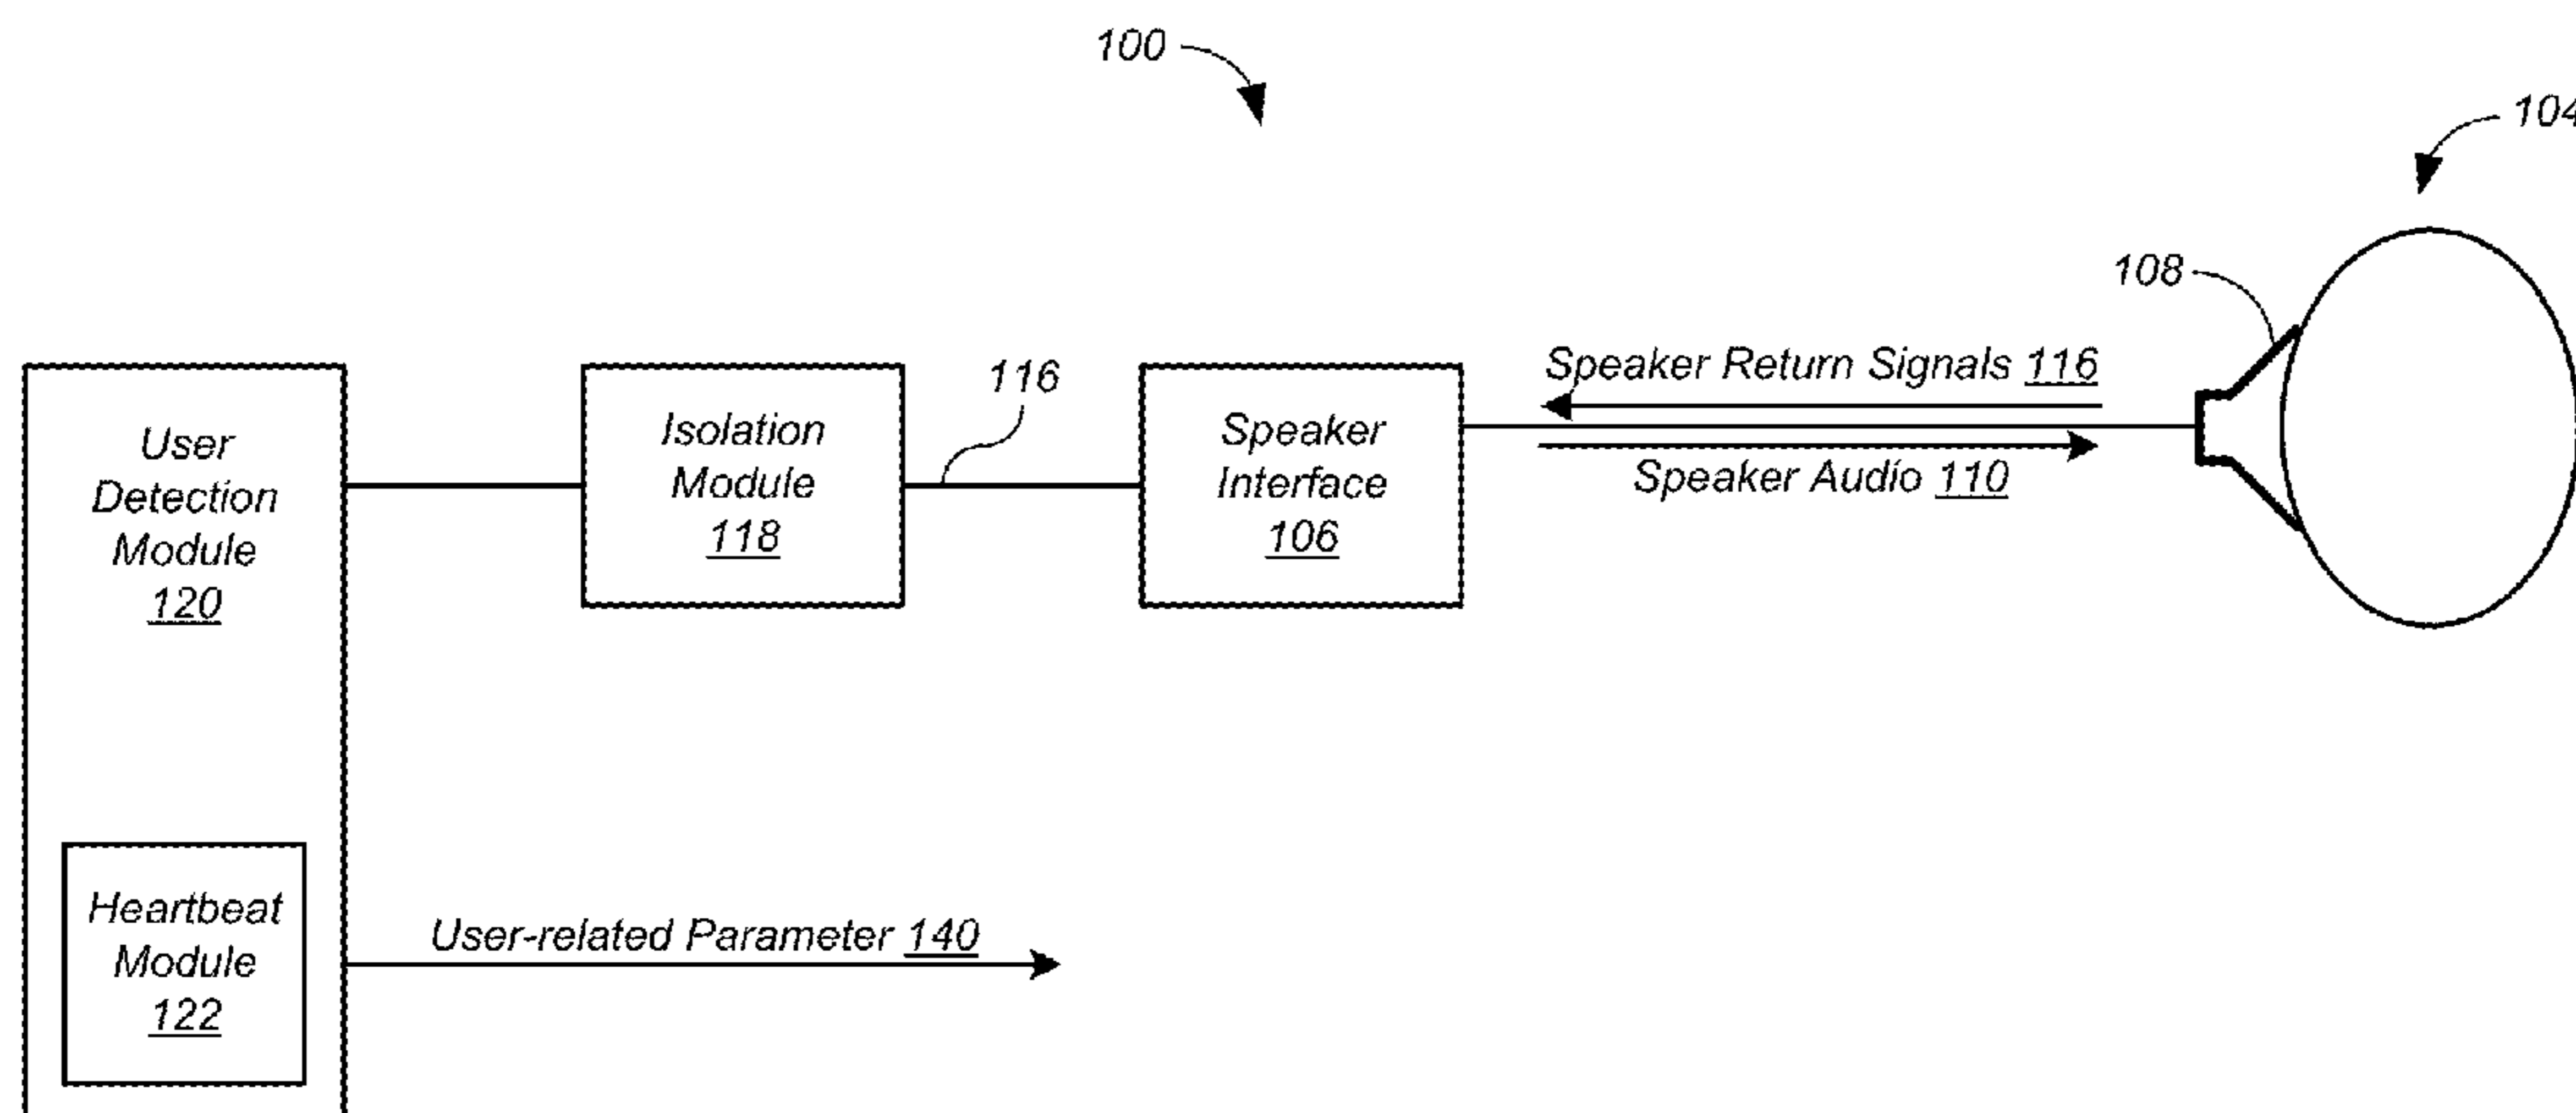 100
104
108
116
Speaker Return Signals 116
Speaker Audio 110
User
Detection
Module
120
Isolation
Module
118
Speaker
Interface
106
Heartbeat
Module
122
User-related Parameter 140